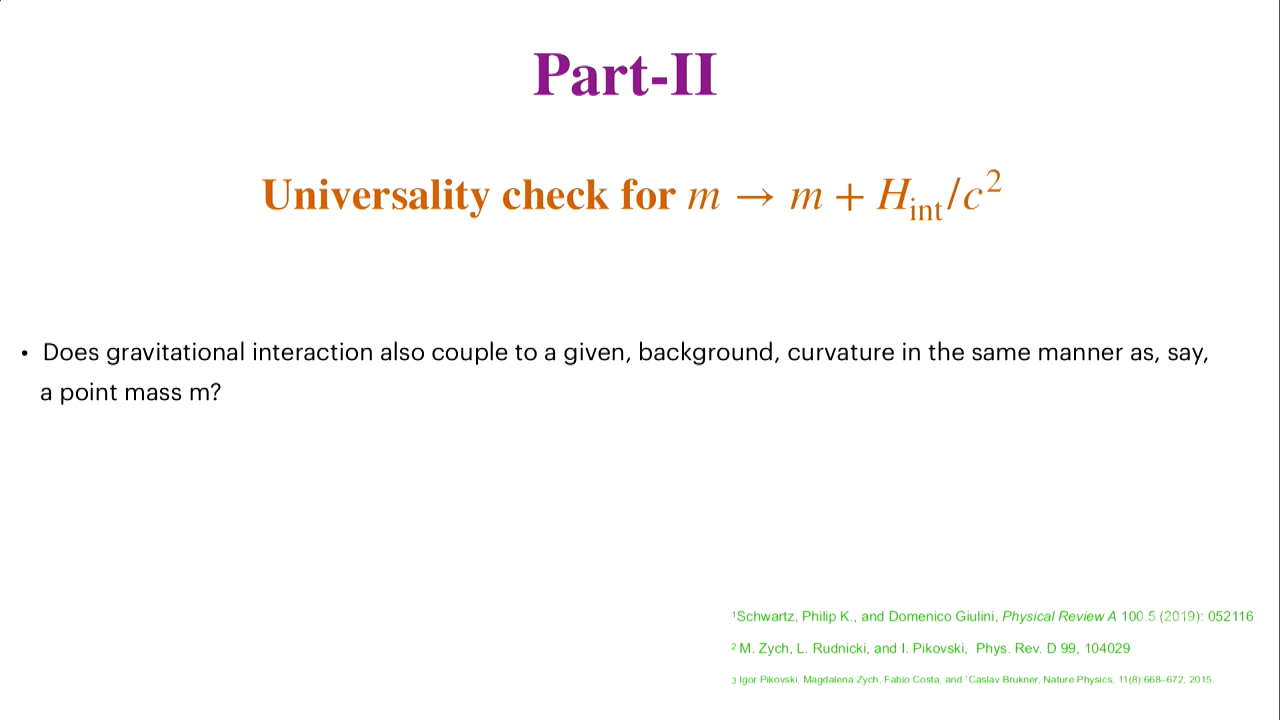 Part-II
Universality check for m → m + H_int/c²
• Does gravitational interaction also couple to a given, background, curvature in the same manner as, say,
a point mass m?
¹Schwartz, Philip K., and Domenico Giulini, Physical Review A 100.5 (2019): 052116
² M. Zych, L. Rudnicki, and I. Pikovski, Phys. Rev. D 99, 104029
3 Igor Pikovski, Magdalena Zych, Fabio Costa, and ˇCaslav Brukner, Nature Physics, 11(8):668–672, 2015.